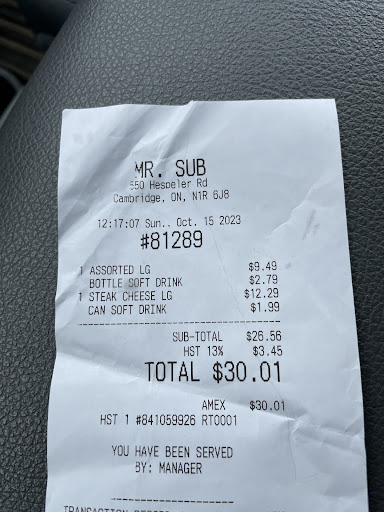 MR. SUB
550 Hespeler Rd
Cambridge, ON, N1R 6J8
12:17:07 Sun., Oct. 15 2023
#81289
1 ASSORTED LG $9.49
BOTTLE SOFT DRINK $2.79
1 STEAK CHEESE LG $12.29
CAN SOFT DRINK $1.99
SUB-TOTAL $26.56
HST 13% $3.45
TOTAL $30.01
AMEX $30.01
HST 1 #841059926 RT0001
YOU HAVE BEEN SERVED
BY: MANAGER
TRANSACTION